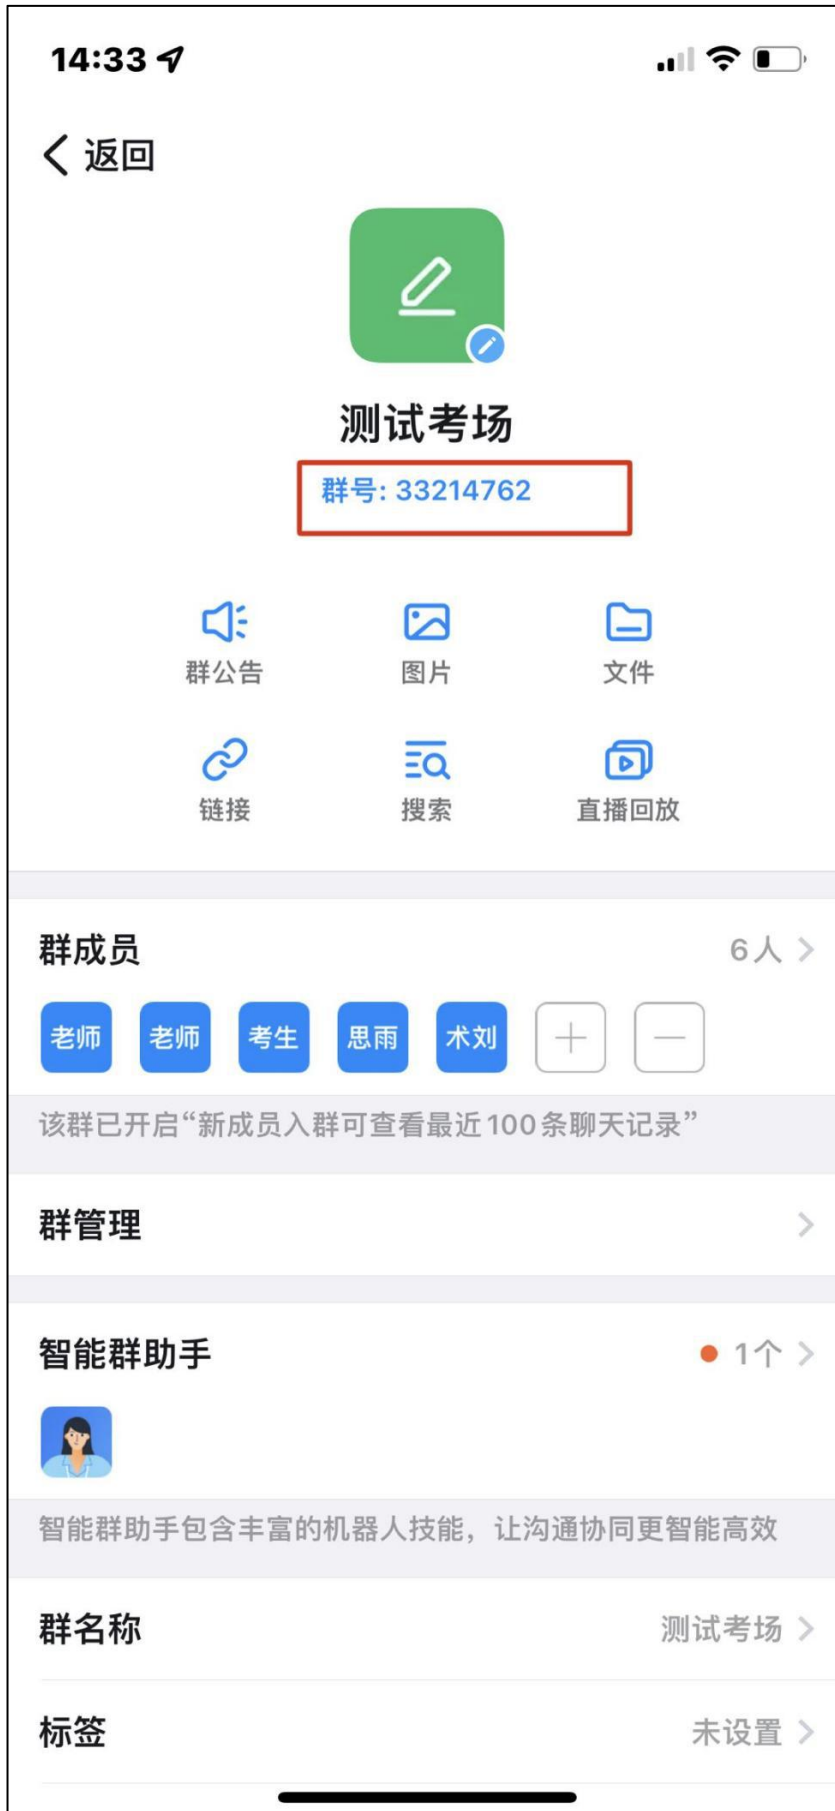 14:33
返回
测试考场
群号: 33214762
群公告 图片 文件
链接 搜索 直播回放
群成员 6人
老师 老师 考生 思雨 术刘
该群已开启“新成员入群可查看最近100条聊天记录”
群管理
智能群助手 1个
智能群助手包含丰富的机器人技能，让沟通协同更智能高效
群名称 测试考场
标签 未设置